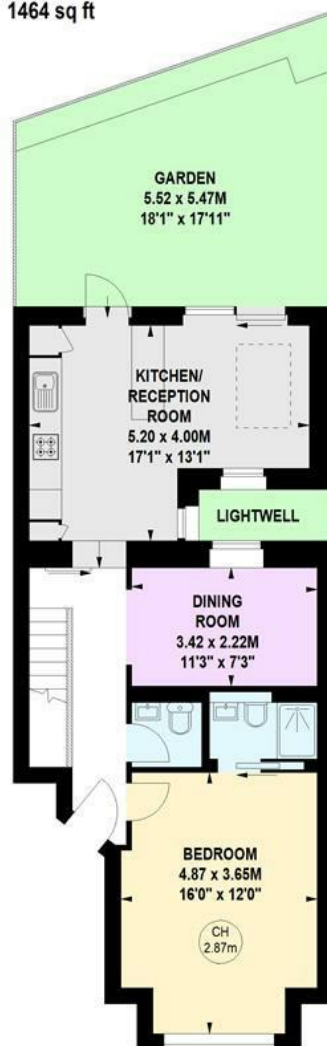 1464 sq ft
GARDEN
5.52 x 5.47M
18'1" x 17'11"
KITCHEN/
RECEPTION
ROOM
5.20 x 4.00M
17'1" x 13'1"
LIGHTWELL
DINING
ROOM
3.42 x 2.22M
11'3" x 7'3"
BEDROOM
4.87 x 3.65M
16'0" x 12'0"
CH
2.87m